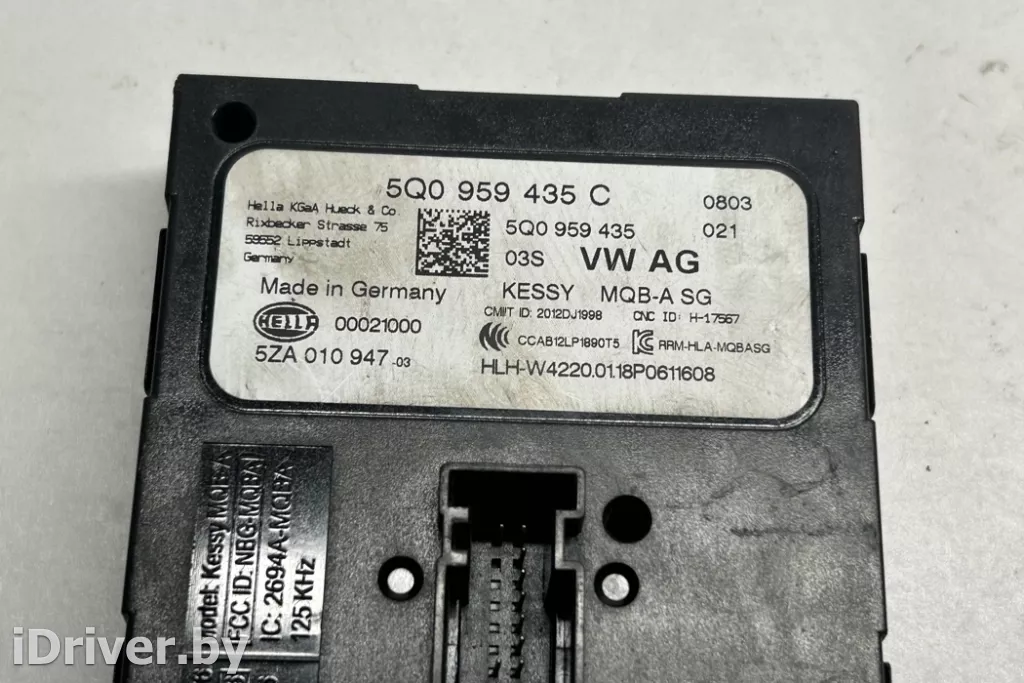 5Q0 959 435 C
0803
Hella KGaA Hueck & Co.
Rixbecker Strasse 75
59552 Lippstadt
Germany
5Q0 959 435
021
03S VW AG
Made in Germany
KESSY MQB-A SG
CMIIT ID: 2012DJ1998 CNC ID: H-17567
HELLA
00021000
CCAB12LP1890T5
RRM-HLA-MQBASG
5ZA 010 947-03
HLH-W4220.01.18P0611608
Model: Kessy MQB-A
FCC ID: NBG-MQBA1
IC: 2694A-MQB7A
125 KHz
iDriver.by